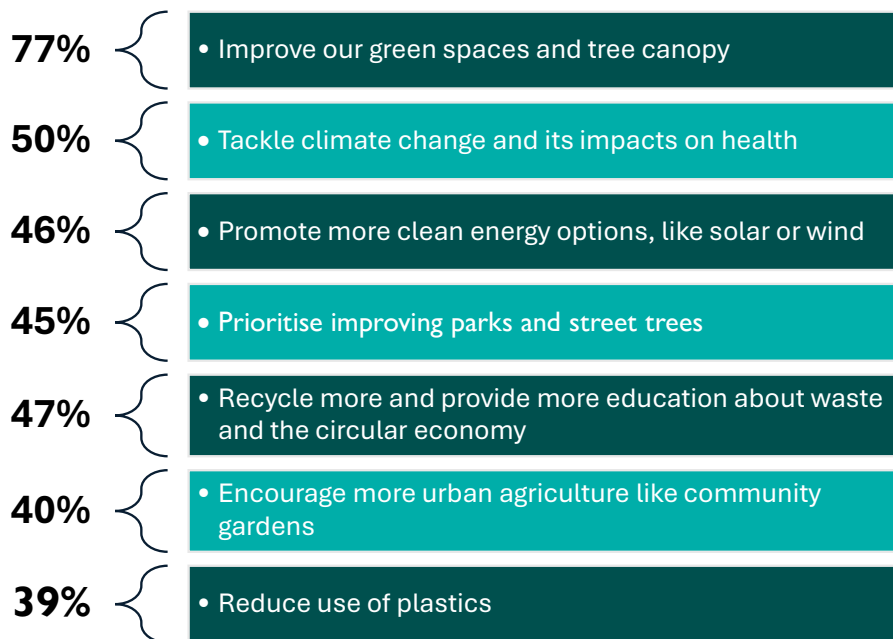 77%
• Improve our green spaces and tree canopy
50%
• Tackle climate change and its impacts on health
46%
• Promote more clean energy options, like solar or wind
45%
• Prioritise improving parks and street trees
47%
• Recycle more and provide more education about waste
and the circular economy
40%
• Encourage more urban agriculture like community
gardens
39%
• Reduce use of plastics